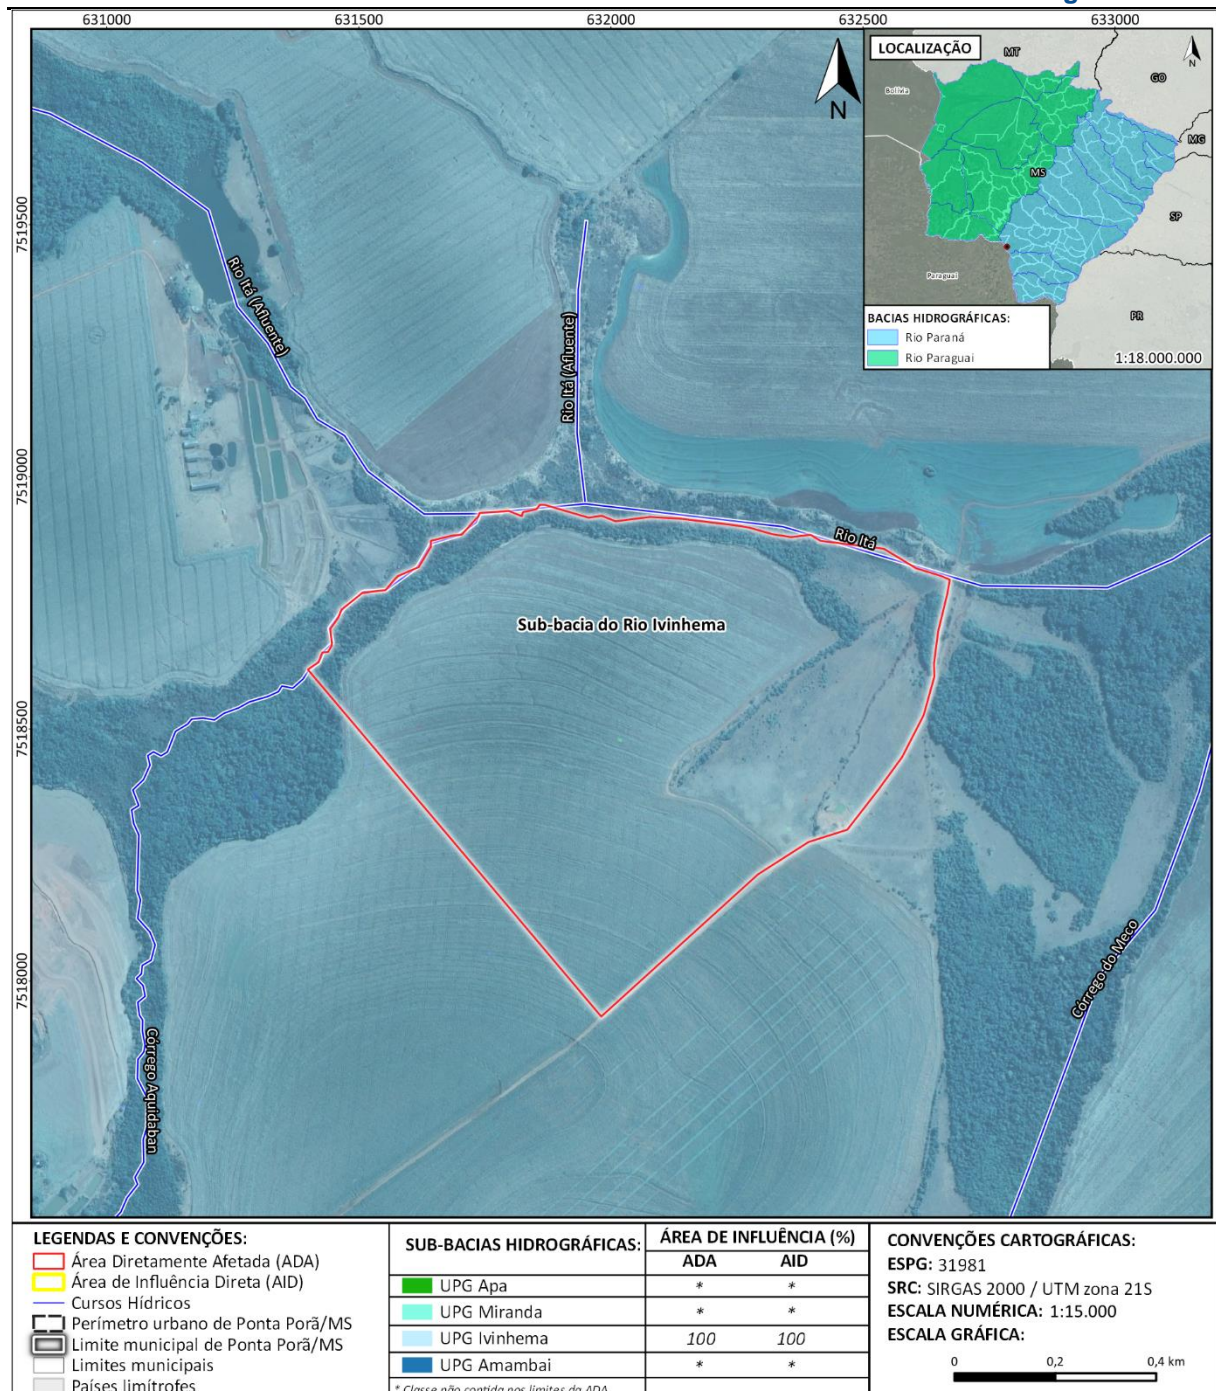 631000 631500 632000 632500 633000
7519500
7519000
7518500
7518000
N
LOCALIZAÇÃO
N
MT
GO
Bolívia
MG
MS
SP
Paraguai
PR
BACIAS HIDROGRÁFICAS:
Rio Paraná
Rio Paraguai
1:18.000.000
Rio Itá (Afluente)
Rio Itá (Afluente)
Rio Itá
Sub-bacia do Rio Ivinhema
Córrego do Meco
Córrego Aquidaban
LEGENDAS E CONVENÇÕES:
Área Diretamente Afetada (ADA)
Área de Influência Direta (AID)
Cursos Hídricos
Perímetro urbano de Ponta Porã/MS
Limite municipal de Ponta Porã/MS
Limites municipais
Países limítrofes
SUB-BACIAS HIDROGRÁFICAS: ÁREA DE INFLUÊNCIA (%)
ADA AID
UPG Apa * *
UPG Miranda * *
UPG Ivinhema 100 100
UPG Amambai * *
* Classe não contida nos limites da ADA
CONVENÇÕES CARTOGRÁFICAS:
ESPG: 31981
SRC: SIRGAS 2000 / UTM zona 21S
ESCALA NUMÉRICA: 1:15.000
ESCALA GRÁFICA:
0 0,2 0,4 km